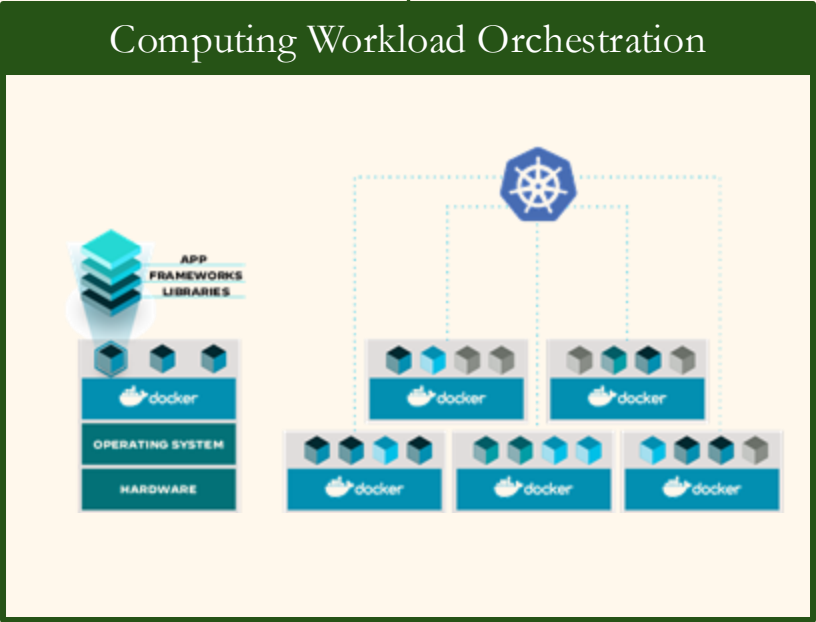 Computing Workload Orchestration
APP
FRAMEWORKS
LIBRARIES
docker
OPERATING SYSTEM
HARDWARE
docker
docker
docker
docker
docker